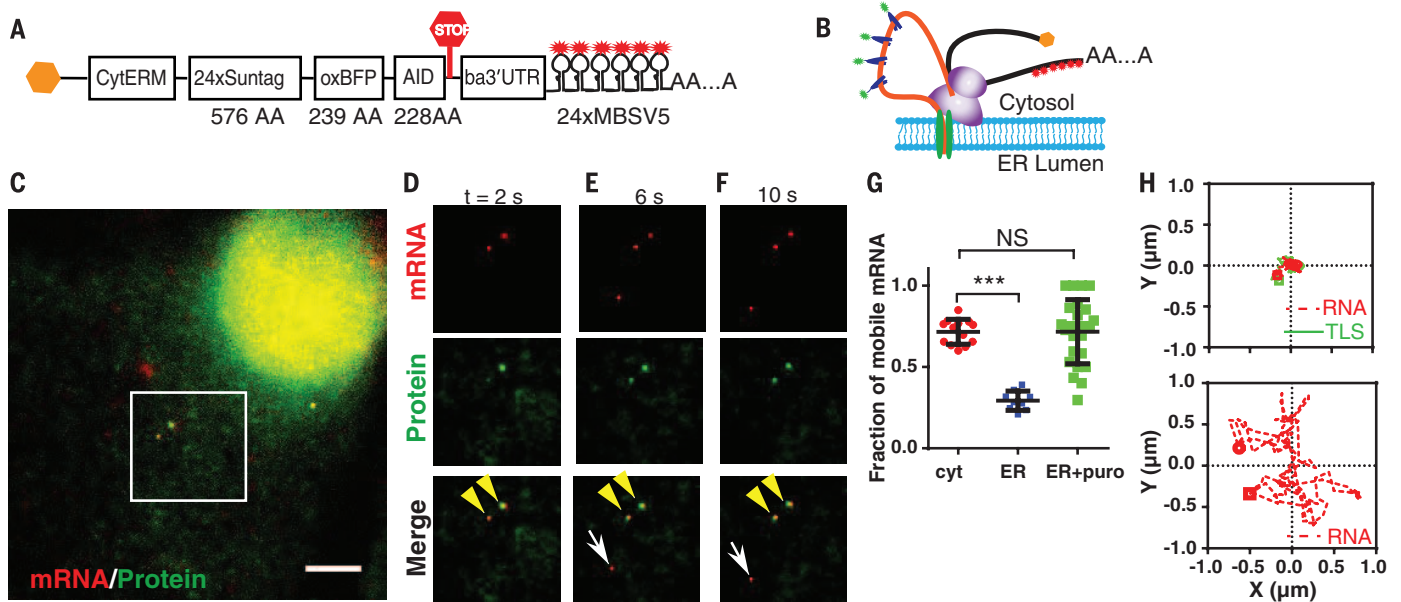 A
STOP
CytERM
24xSuntag
oxBFP
AID
ba3′UTR
AA...A
576 AA
239 AA
228AA
24xMBSV5
B
AA...A
Cytosol
ER Lumen
C
mRNA/Protein
D
t = 2 s
E
6 s
F
10 s
mRNA
Protein
Merge
G
Fraction of mobile mRNA
1.0
0.5
0.0
NS
***
cyt
ER
ER+puro
H
Y (µm)
1.0
0.5
0.0
-0.5
-1.0
RNA
TLS
Y (µm)
1.0
0.5
0.0
-0.5
-1.0
RNA
-1.0
-0.5
0.0
0.5
1.0
X (µm)